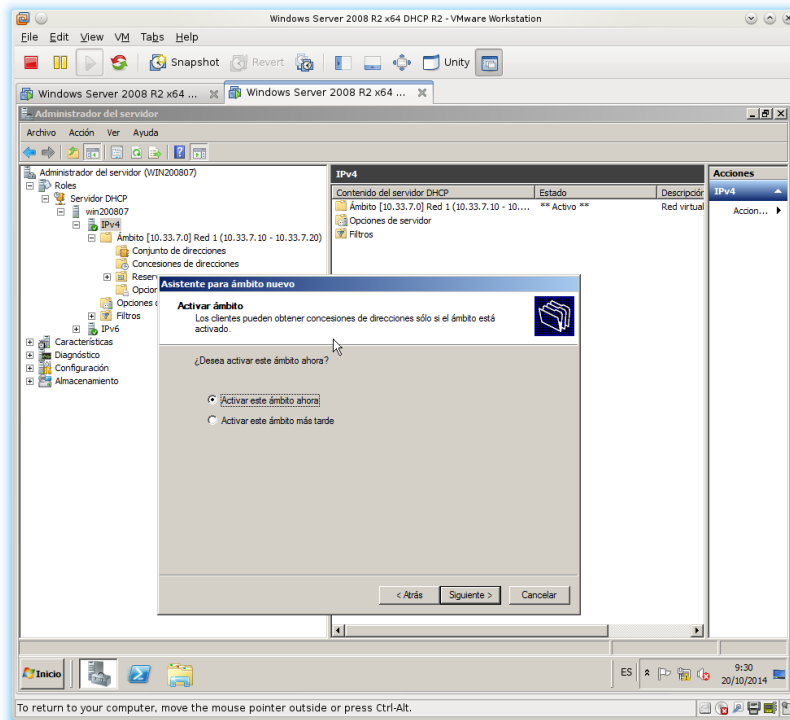 Windows Server 2008 R2 x64 DHCP R2 - VMware Workstation
File Edit View VM Tabs Help
Snapshot Revert Unity
Windows Server 2008 R2 x64 ... Windows Server 2008 R2 x64 ...
Administrador del servidor
Archivo Acción Ver Ayuda
Administrador del servidor (WIN200807)
Roles
Servidor DHCP
win200807
IPv4
Ámbito [10.33.7.0] Red 1 (10.33.7.10 - 10.33.7.20)
Conjunto de direcciones
Concesiones de direcciones
Reser
Opcior
Opciones
Filtros
IPv6
Características
Diagnóstico
Configuración
Almacenamiento
IPv4
Contenido del servidor DHCP Estado Descripción
Ámbito [10.33.7.0] Red 1 (10.33.7.10 - 10.... ** Activo ** Red virtual
Opciones de servidor
Filtros
Acciones
IPv4
Accion...
Asistente para ámbito nuevo
Activar ámbito
Los clientes pueden obtener concesiones de direcciones sólo si el ámbito está
activado.
¿Desea activar este ámbito ahora?
Activar este ámbito ahora
Activar este ámbito más tarde
< Atrás Siguiente > Cancelar
Inicio ES 9:30
20/10/2014
To return to your computer, move the mouse pointer outside or press Ctrl-Alt.